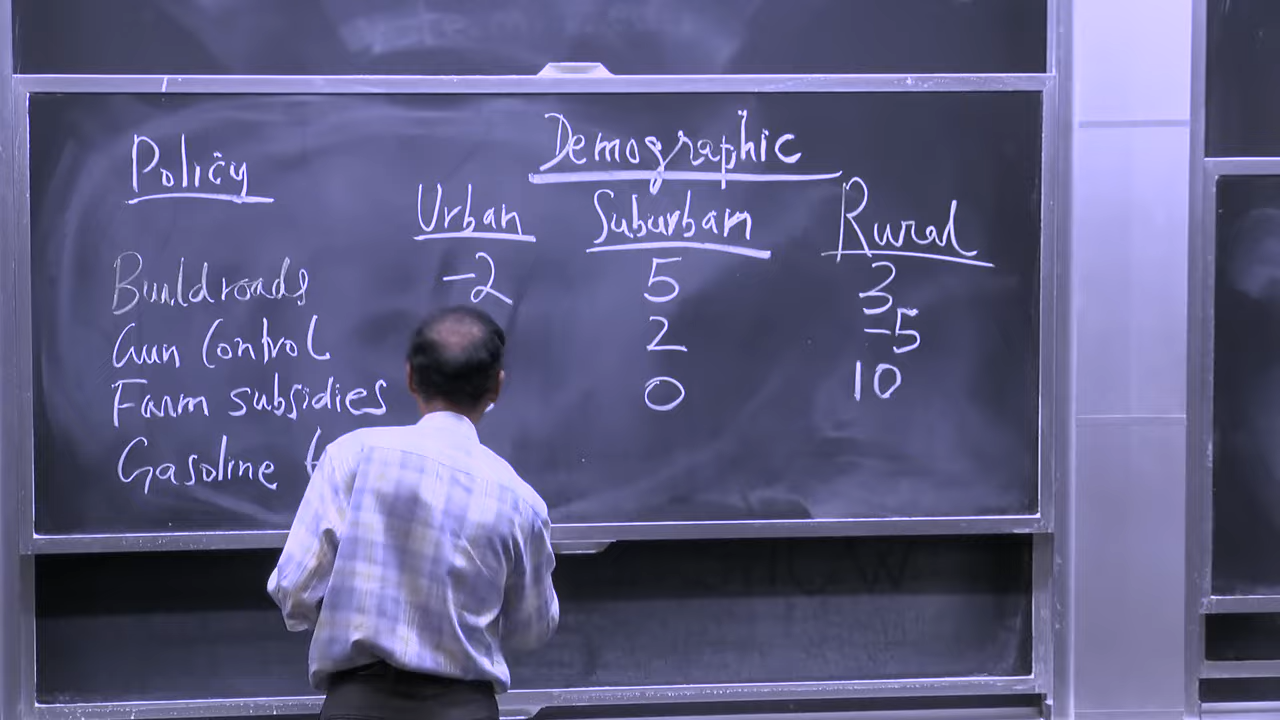 Policy Demographic
Urban Suburban Rural
Build roads -2 5 3
Gun Control 2 -5
Farm subsidies 0 10
Gasoline